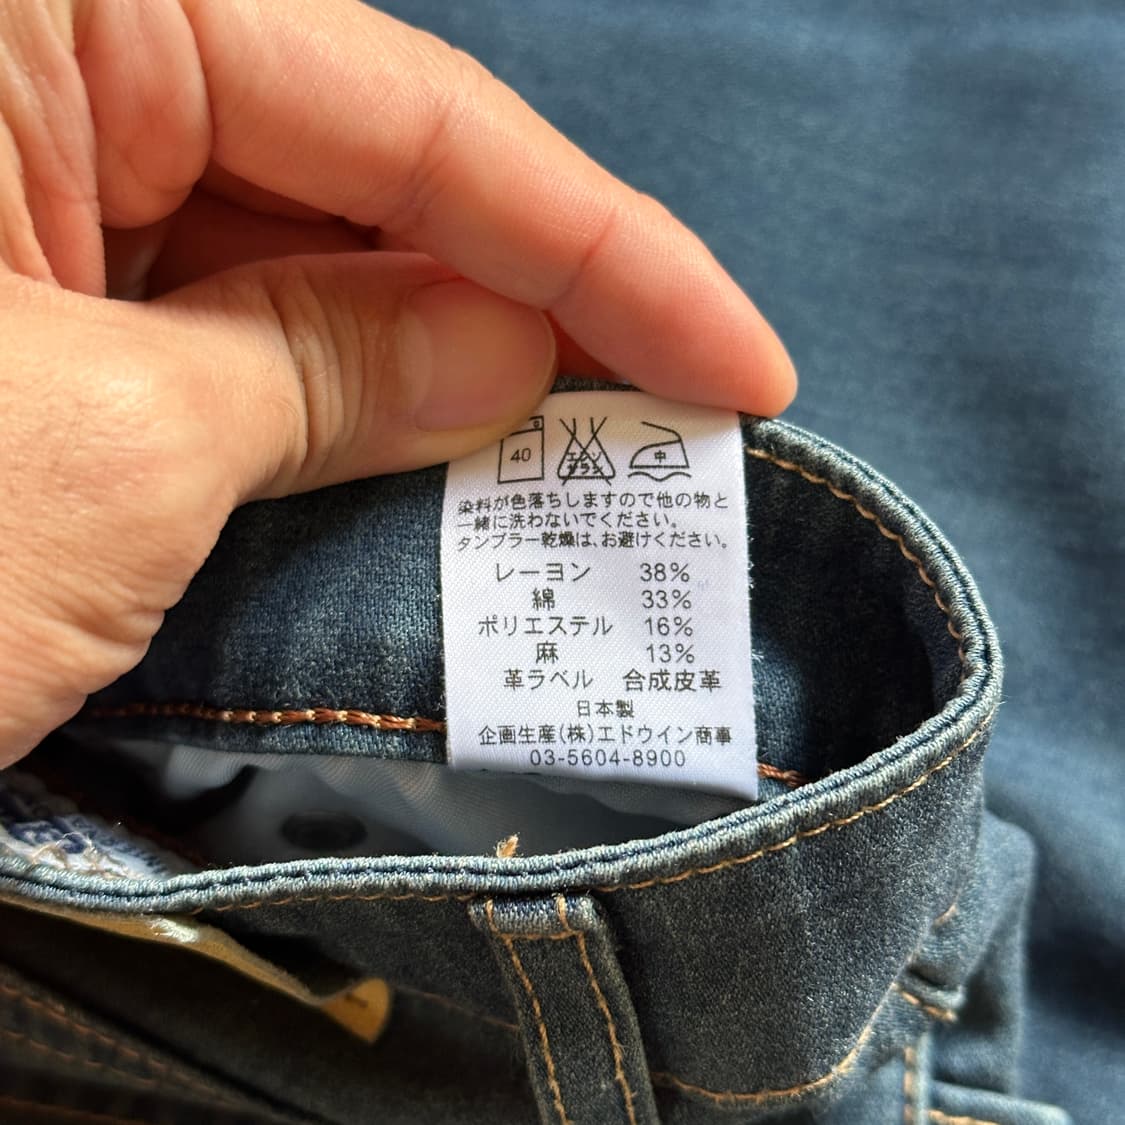 40
エンソ
サラシ
中
染料が色落ちしますので他の物と
一緒に洗わないでください。
タンブラー乾燥は、お避けください。
レーヨン 38%
綿 33%
ポリエステル 16%
麻 13%
革ラベル 合成皮革
日本製
企画生産(株)エドウイン商事
03-5604-8900